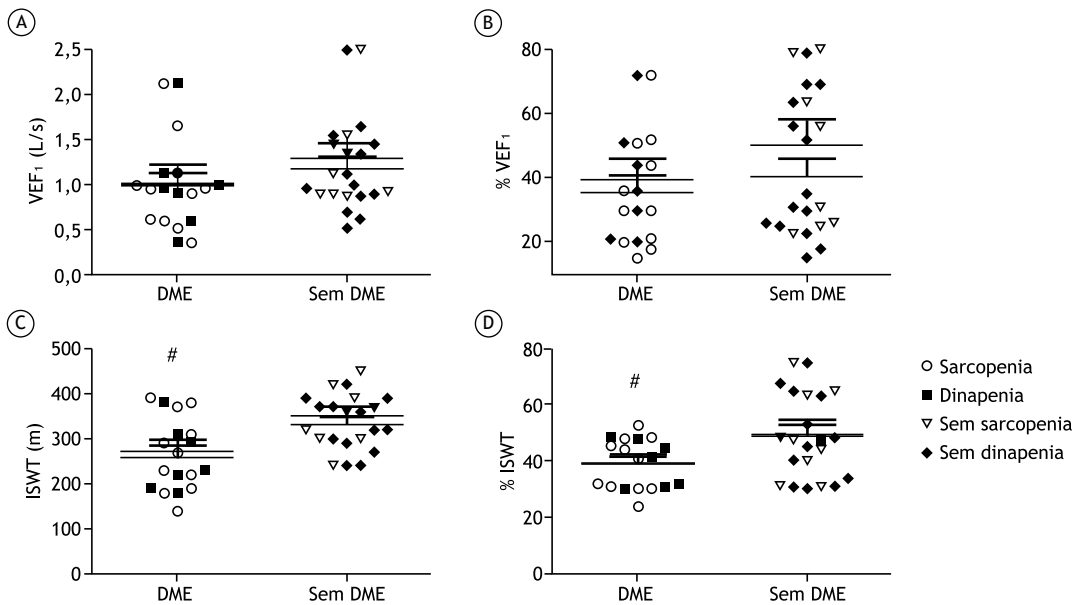 A
VEF₁ (L/s)
2,5
2,0
1,5
1,0
0,5
0,0
DME
Sem DME
B
% VEF₁
80
60
40
20
DME
Sem DME
C
ISWT (m)
500
400
300
200
100
0
#
DME
Sem DME
D
% ISWT
80
60
40
20
0
#
DME
Sem DME
Sarcopenia
Dinapenia
Sem sarcopenia
Sem dinapenia